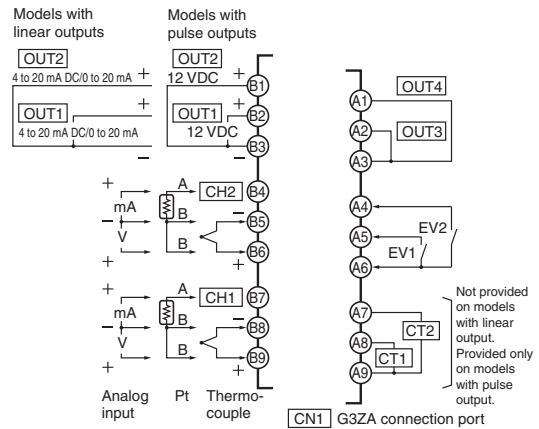 Models with
linear outputs
Models with
pulse outputs
OUT2
4 to 20 mA DC/0 to 20 mA
+
OUT2
12 VDC
+
B1
OUT1
4 to 20 mA DC/0 to 20 mA
+
OUT1
12 VDC
+
B2
−
−
B3
+
mA
−
V
+
A
B
B
CH2
−
+
B4
B5
B6
+
mA
−
V
+
A
B
B
CH1
−
+
B7
B8
B9
Analog
input
Pt
Thermo-
couple
A1
OUT4
A2
OUT3
A3
A4
A5
EV1
EV2
A6
A7
CT2
A8
CT1
A9
Not provided
on models
with linear
output.
Provided only
on models
with pulse
output.
CN1 G3ZA connection port